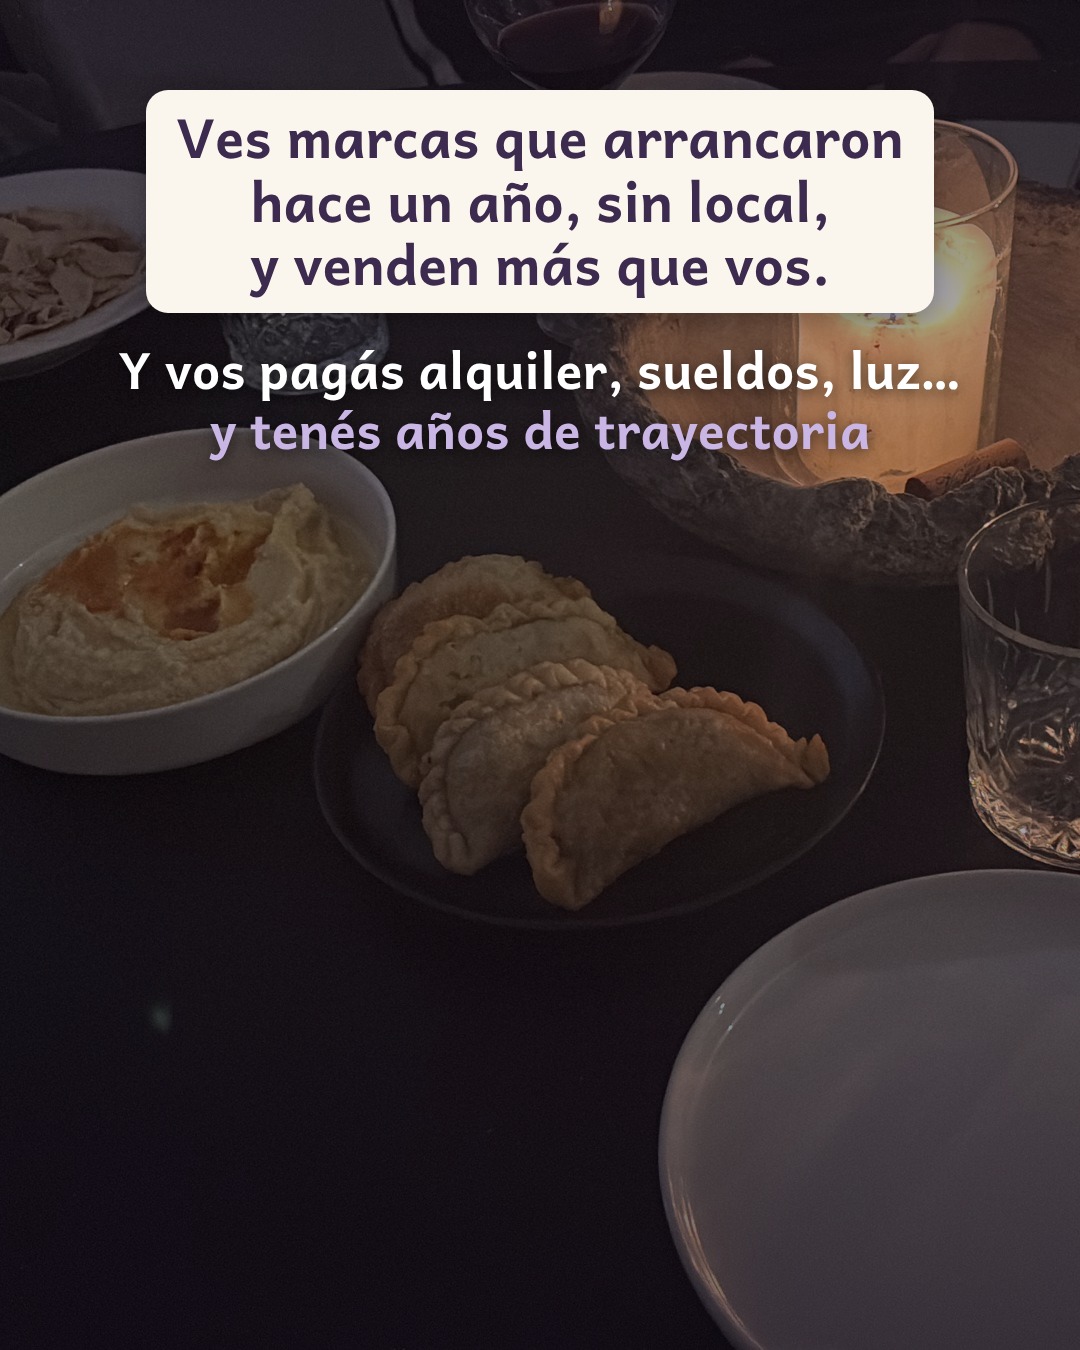 Ves marcas que arrancaron
hace un año, sin local,
y venden más que vos.
Y vos pagás alquiler, sueldos, luz...
y tenés años de trayectoria